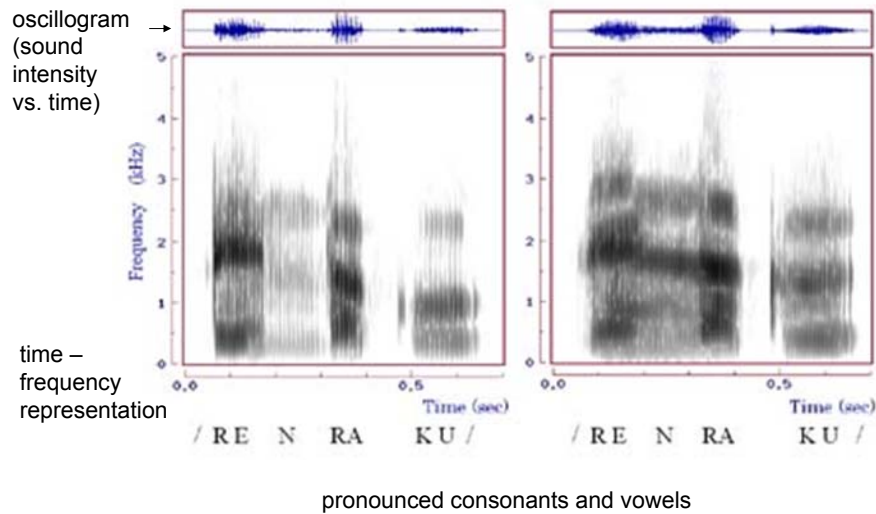 oscillogram
(sound
intensity
vs. time)
5
4
3
2
1
0
Frequency (kHz)
0.0
0.5
Time (sec)
/ RE N RA KU /
5
4
3
2
1
0
0.0
0.5
Time (sec)
/ RE N RA KU /
time –
frequency
representation
pronounced consonants and vowels